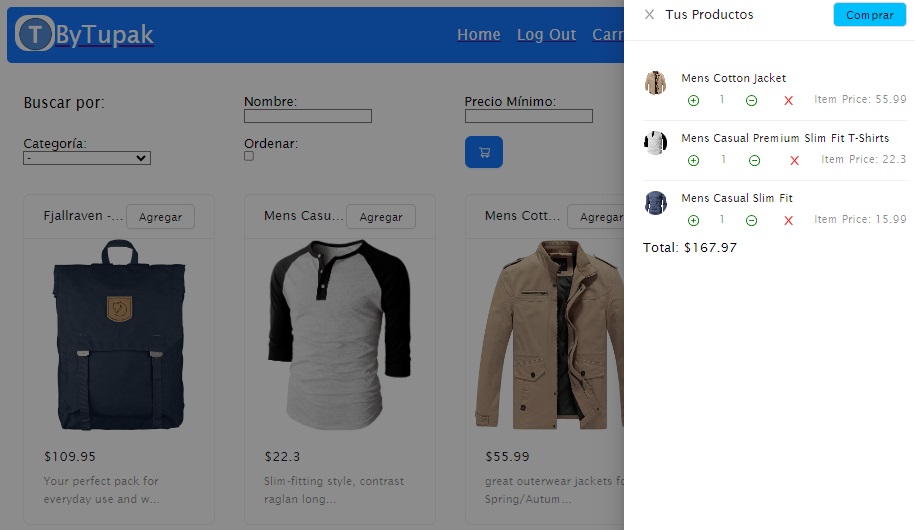 T ByTupak
Home Log Out Carr
Buscar por:
Nombre:
Precio Mínimo:
Categoría:
-
Ordenar:
Fjallraven -... Agregar
Mens Casu... Agregar
Mens Cott... Agregar
$109.95
Your perfect pack for
everyday use and w...
$22.3
Slim-fitting style, contrast
raglan long...
$55.99
great outerwear jackets fo
Spring/Autum...
X Tus Productos
Comprar
Mens Cotton Jacket
1 X Item Price: 55.99
Mens Casual Premium Slim Fit T-Shirts
1 X Item Price: 22.3
Mens Casual Slim Fit
1 X Item Price: 15.99
Total: $167.97